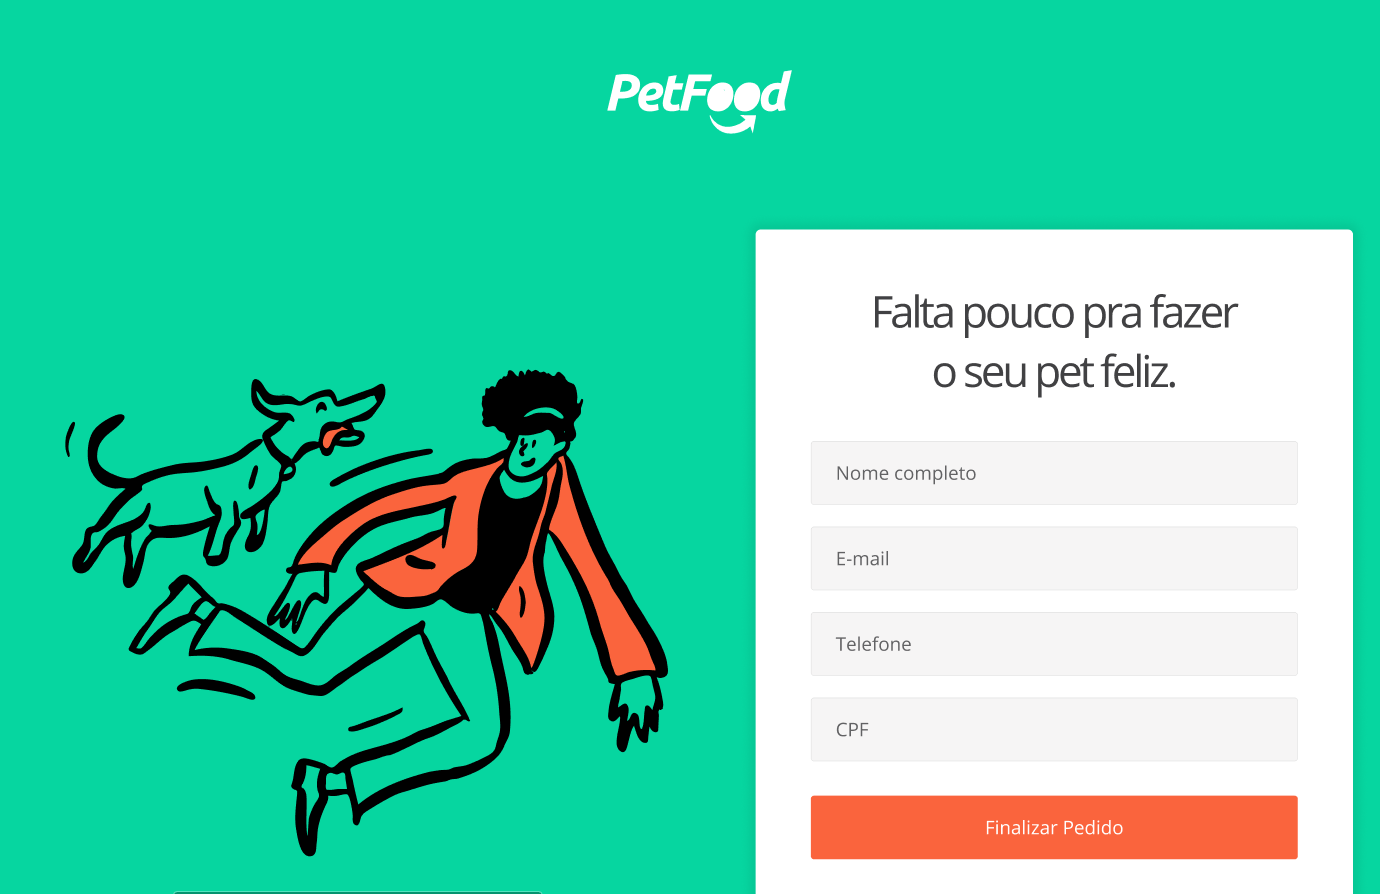 PetFood
Falta pouco pra fazer
o seu pet feliz.
Nome completo
E-mail
Telefone
CPF
Finalizar Pedido